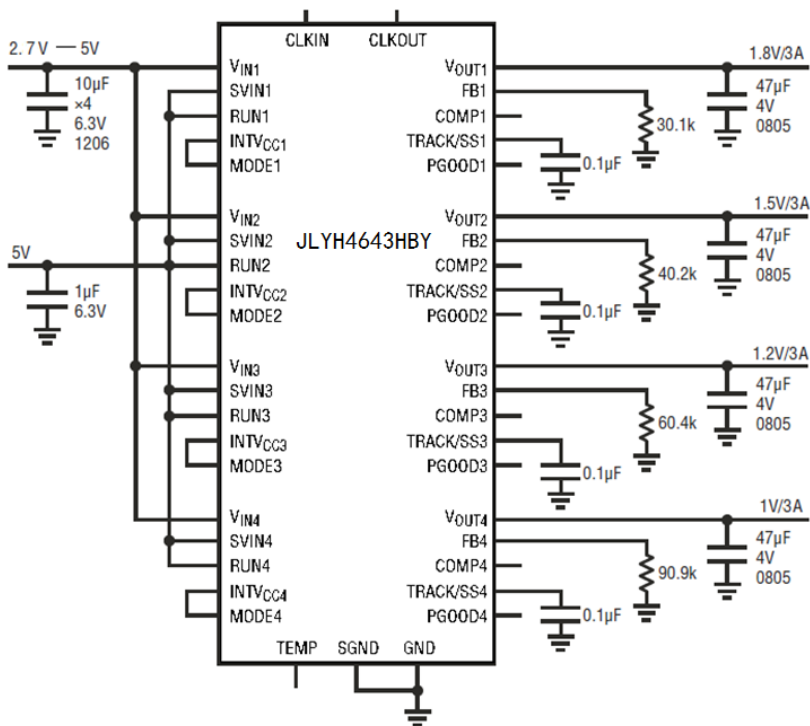 CLKIN CLKOUT
2.7V — 5V
10µF
×4
6.3V
1206
VIN1
SVIN1
RUN1
INTVCC1
MODE1
VOUT1
FB1
COMP1
TRACK/SS1
PGOOD1
1.8V/3A
47µF
4V
0805
30.1k
0.1µF
5V
1µF
6.3V
VIN2
SVIN2
RUN2
INTVCC2
MODE2
JLYH4643HBY
VOUT2
FB2
COMP2
TRACK/SS2
PGOOD2
1.5V/3A
47µF
4V
0805
40.2k
0.1µF
VIN3
SVIN3
RUN3
INTVCC3
MODE3
VOUT3
FB3
COMP3
TRACK/SS3
PGOOD3
1.2V/3A
47µF
4V
0805
60.4k
0.1µF
VIN4
SVIN4
RUN4
INTVCC4
MODE4
VOUT4
FB4
COMP4
TRACK/SS4
PGOOD4
1V/3A
47µF
4V
0805
90.9k
0.1µF
TEMP SGND GND